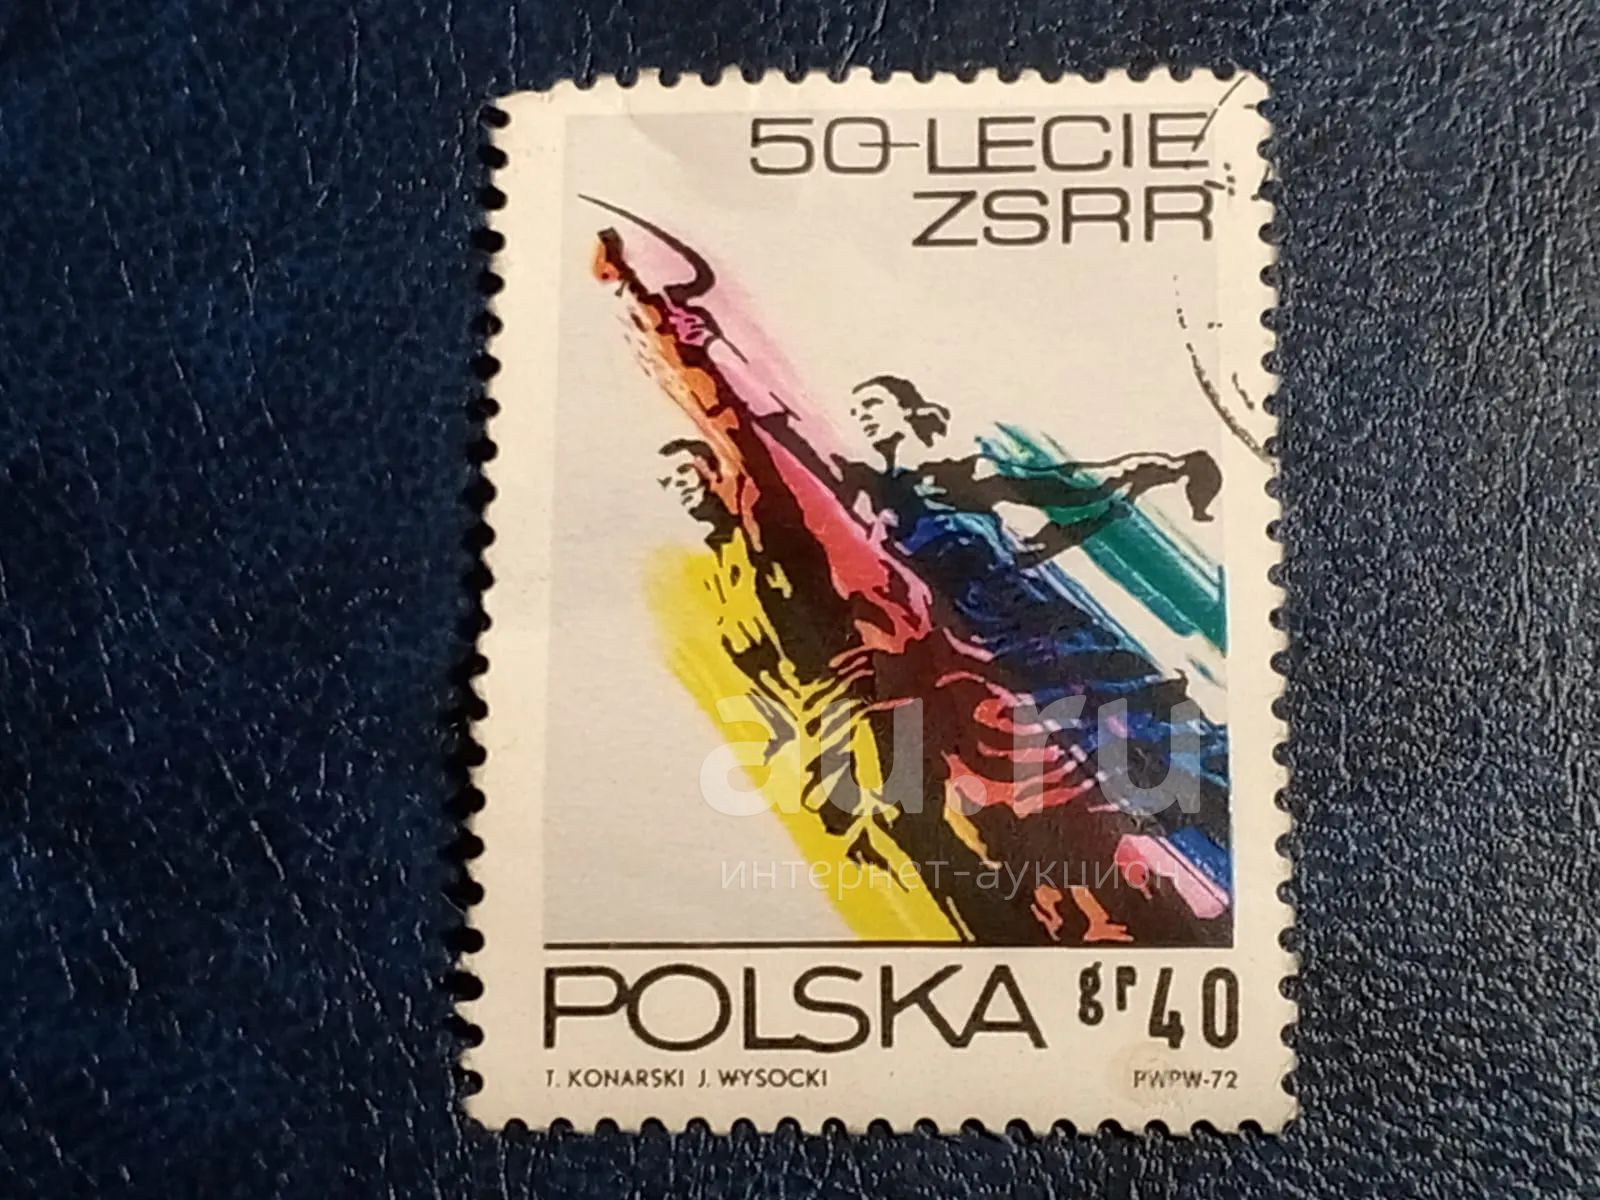 50-LECIE
ZSRR
au.ru
интернет-аукцион
POLSKA gr 40
T. KONARSKI J. WYSOCKI PWPW-72